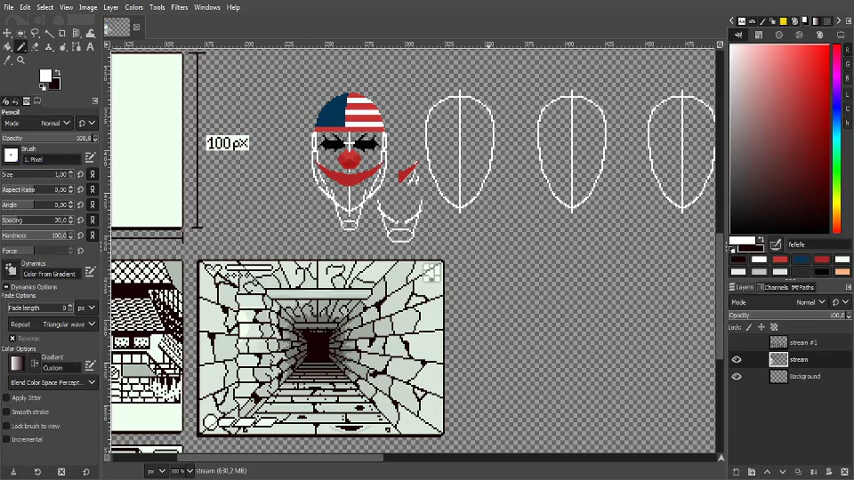 File Edit Select View Image Layer Colors Tools Filters Windows Help
Pencil
Mode Normal
Opacity 100,0
Brush
1. Pixel
Size 1,00
Aspect Ratio 0,00
Angle 0,00
Spacing 20,0
Hardness 100,0
Force
Dynamics
Color From Gradient
Dynamics Options
Fade Options
Fade length 0 px
Repeat Triangular wave
Reverse
Color Options
Gradient
Custom
Blend Color Space Percept...
Apply Jitter
Smooth stroke
Lock brush to view
Incremental
100px
px 100 % stream (630,2 MB)
R
G
B
L
C
h
fefefe
Layers Channels Paths
Mode Normal
Opacity 100,0
Lock:
stream #1
stream
Background